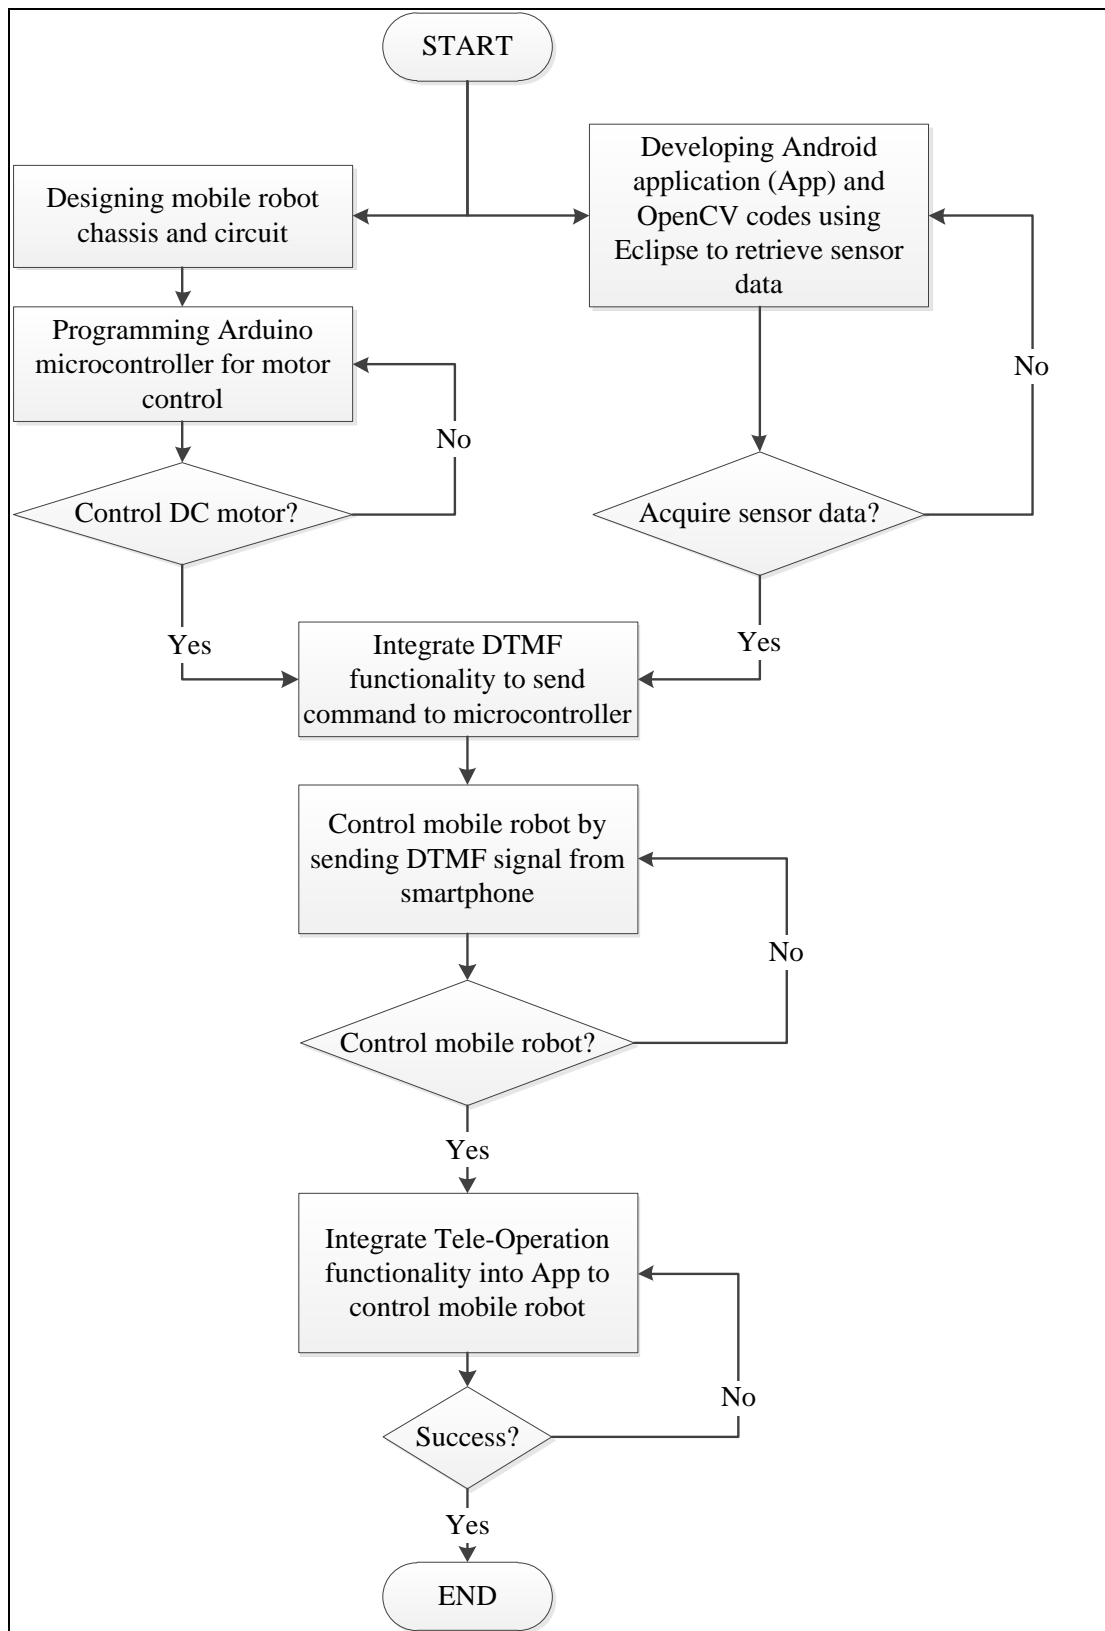 START
Designing mobile robot
chassis and circuit
Developing Android
application (App) and
OpenCV codes using
Eclipse to retrieve sensor
data
Programming Arduino
microcontroller for motor
control
No
No
Control DC motor?
Acquire sensor data?
Yes
Yes
Integrate DTMF
functionality to send
command to microcontroller
Control mobile robot by
sending DTMF signal from
smartphone
No
Control mobile robot?
Yes
Integrate Tele-Operation
functionality into App to
control mobile robot
No
Success?
Yes
END